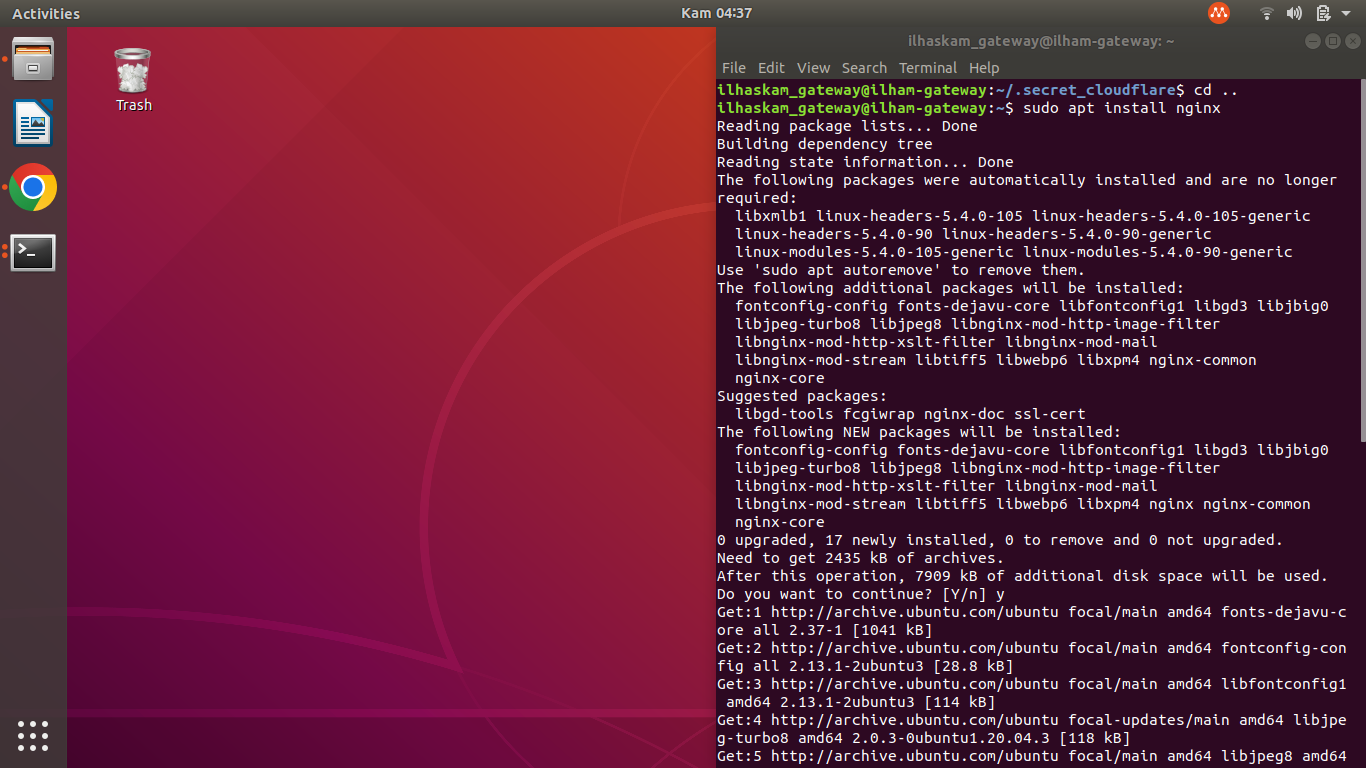 Activities
Kam 04:37
Trash
ilhaskam_gateway@ilham-gateway: ~
File Edit View Search Terminal Help
ilhaskam_gateway@ilham-gateway:~/.secret_cloudflare$ cd ..
ilhaskam_gateway@ilham-gateway:~$ sudo apt install nginx
Reading package lists... Done
Building dependency tree
Reading state information... Done
The following packages were automatically installed and are no longer
required:
  libxmlb1 linux-headers-5.4.0-105 linux-headers-5.4.0-105-generic
  linux-headers-5.4.0-90 linux-headers-5.4.0-90-generic
  linux-modules-5.4.0-105-generic linux-modules-5.4.0-90-generic
Use 'sudo apt autoremove' to remove them.
The following additional packages will be installed:
  fontconfig-config fonts-dejavu-core libfontconfig1 libgd3 libjbig0
  libjpeg-turbo8 libjpeg8 libnginx-mod-http-image-filter
  libnginx-mod-http-xslt-filter libnginx-mod-mail
  libnginx-mod-stream libtiff5 libwebp6 libxpm4 nginx-common
  nginx-core
Suggested packages:
  libgd-tools fcgiwrap nginx-doc ssl-cert
The following NEW packages will be installed:
  fontconfig-config fonts-dejavu-core libfontconfig1 libgd3 libjbig0
  libjpeg-turbo8 libjpeg8 libnginx-mod-http-image-filter
  libnginx-mod-http-xslt-filter libnginx-mod-mail
  libnginx-mod-stream libtiff5 libwebp6 libxpm4 nginx nginx-common
  nginx-core
0 upgraded, 17 newly installed, 0 to remove and 0 not upgraded.
Need to get 2435 kB of archives.
After this operation, 7909 kB of additional disk space will be used.
Do you want to continue? [Y/n] y
Get:1 http://archive.ubuntu.com/ubuntu focal/main amd64 fonts-dejavu-c
ore all 2.37-1 [1041 kB]
Get:2 http://archive.ubuntu.com/ubuntu focal/main amd64 fontconfig-con
fig all 2.13.1-2ubuntu3 [28.8 kB]
Get:3 http://archive.ubuntu.com/ubuntu focal/main amd64 libfontconfig1
 amd64 2.13.1-2ubuntu3 [114 kB]
Get:4 http://archive.ubuntu.com/ubuntu focal-updates/main amd64 libjpe
g-turbo8 amd64 2.0.3-0ubuntu1.20.04.3 [118 kB]
Get:5 http://archive.ubuntu.com/ubuntu focal/main amd64 libjpeg8 amd64